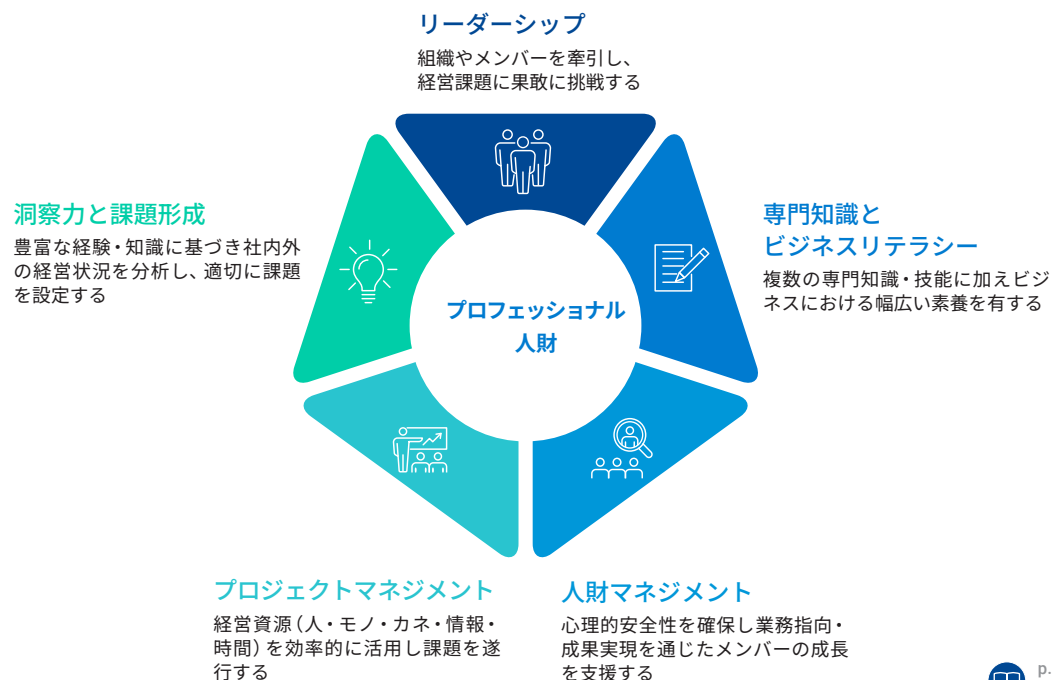 リーダーシップ
組織やメンバーを牽引し、
経営課題に果敢に挑戦する
洞察力と課題形成
豊富な経験・知識に基づき社内外
の経営状況を分析し、適切に課題
を設定する
専門知識と
ビジネスリテラシー
複数の専門知識・技能に加えビジ
ネスにおける幅広い素養を有する
プロフェッショナル
人財
プロジェクトマネジメント
経営資源（人・モノ・カネ・情報・
時間）を効率的に活用し課題を遂
行する
人財マネジメント
心理的安全性を確保し業務指向・
成果実現を通じたメンバーの成長
を支援する
p.